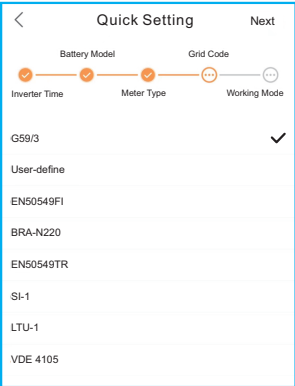 Quick Setting Next
Battery Model Grid Code
Inverter Time Meter Type Working Mode
G59/3
User-define
EN50549FI
BRA-N220
EN50549TR
SI-1
LTU-1
VDE 4105